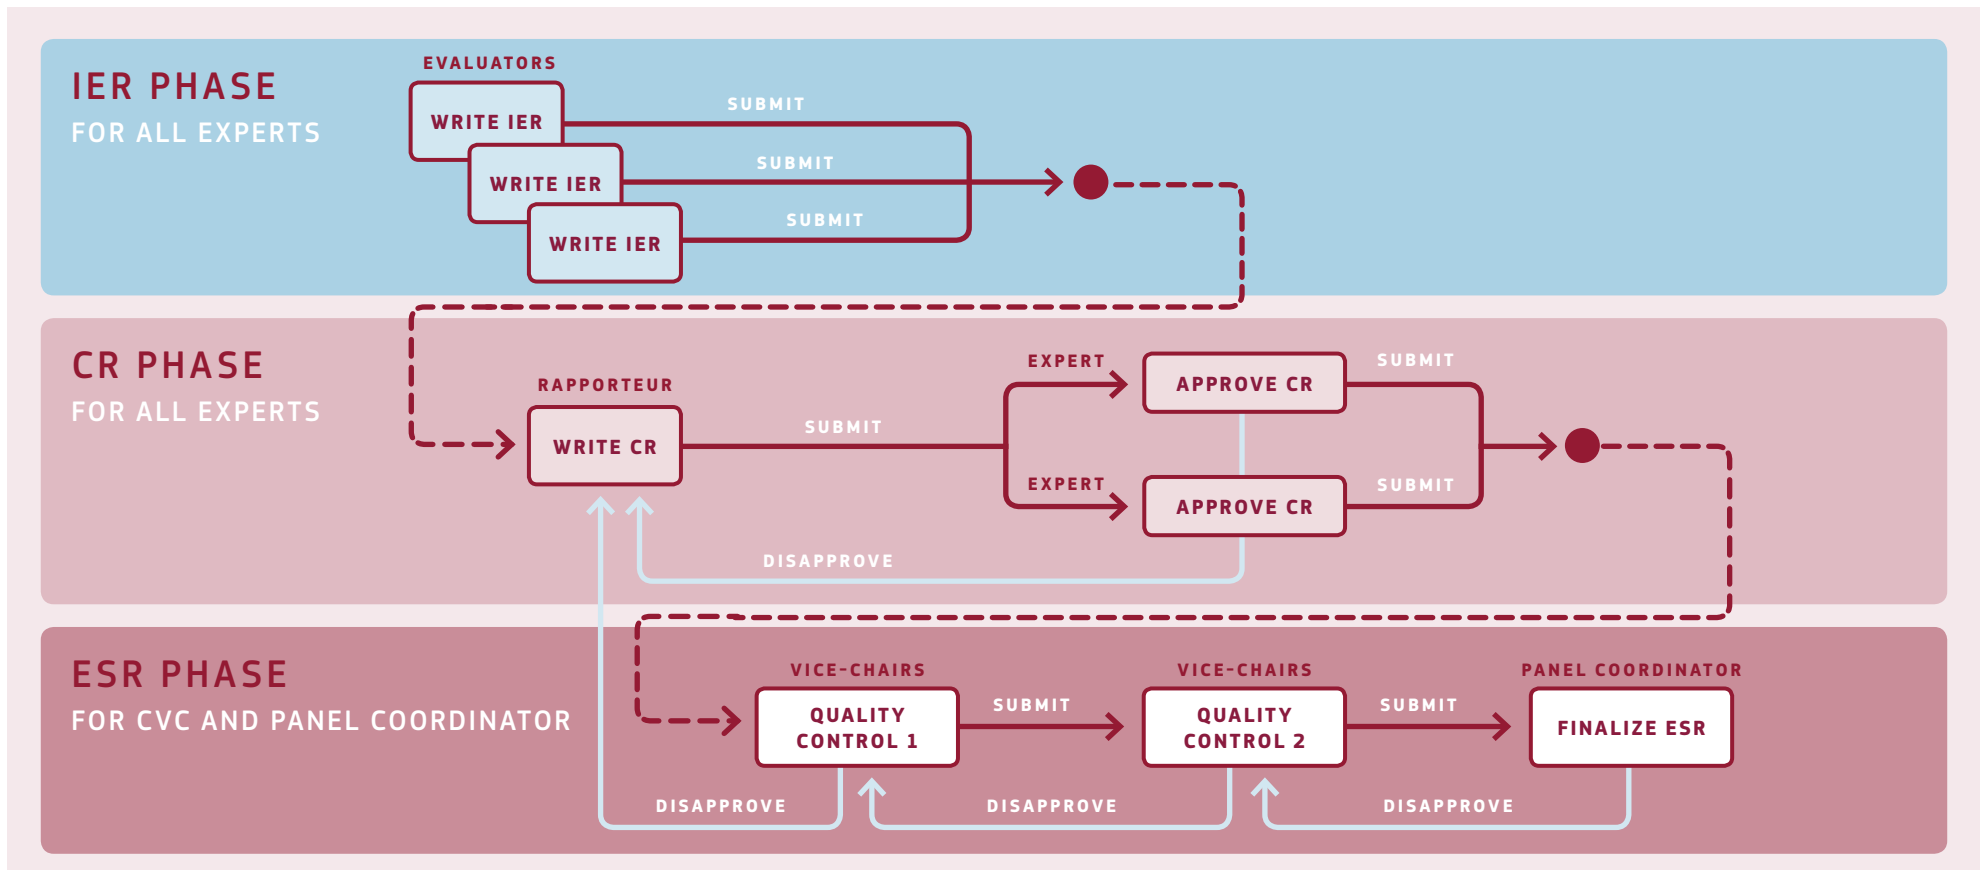 IER PHASE
FOR ALL EXPERTS
EVALUATORS
WRITE IER
SUBMIT
WRITE IER
SUBMIT
WRITE IER
SUBMIT
CR PHASE
FOR ALL EXPERTS
RAPPORTEUR
WRITE CR
SUBMIT
EXPERT
APPROVE CR
SUBMIT
EXPERT
APPROVE CR
SUBMIT
DISAPPROVE
ESR PHASE
FOR CVC AND PANEL COORDINATOR
VICE-CHAIRS
QUALITY
CONTROL 1
SUBMIT
VICE-CHAIRS
QUALITY
CONTROL 2
SUBMIT
PANEL COORDINATOR
FINALIZE ESR
DISAPPROVE
DISAPPROVE
DISAPPROVE